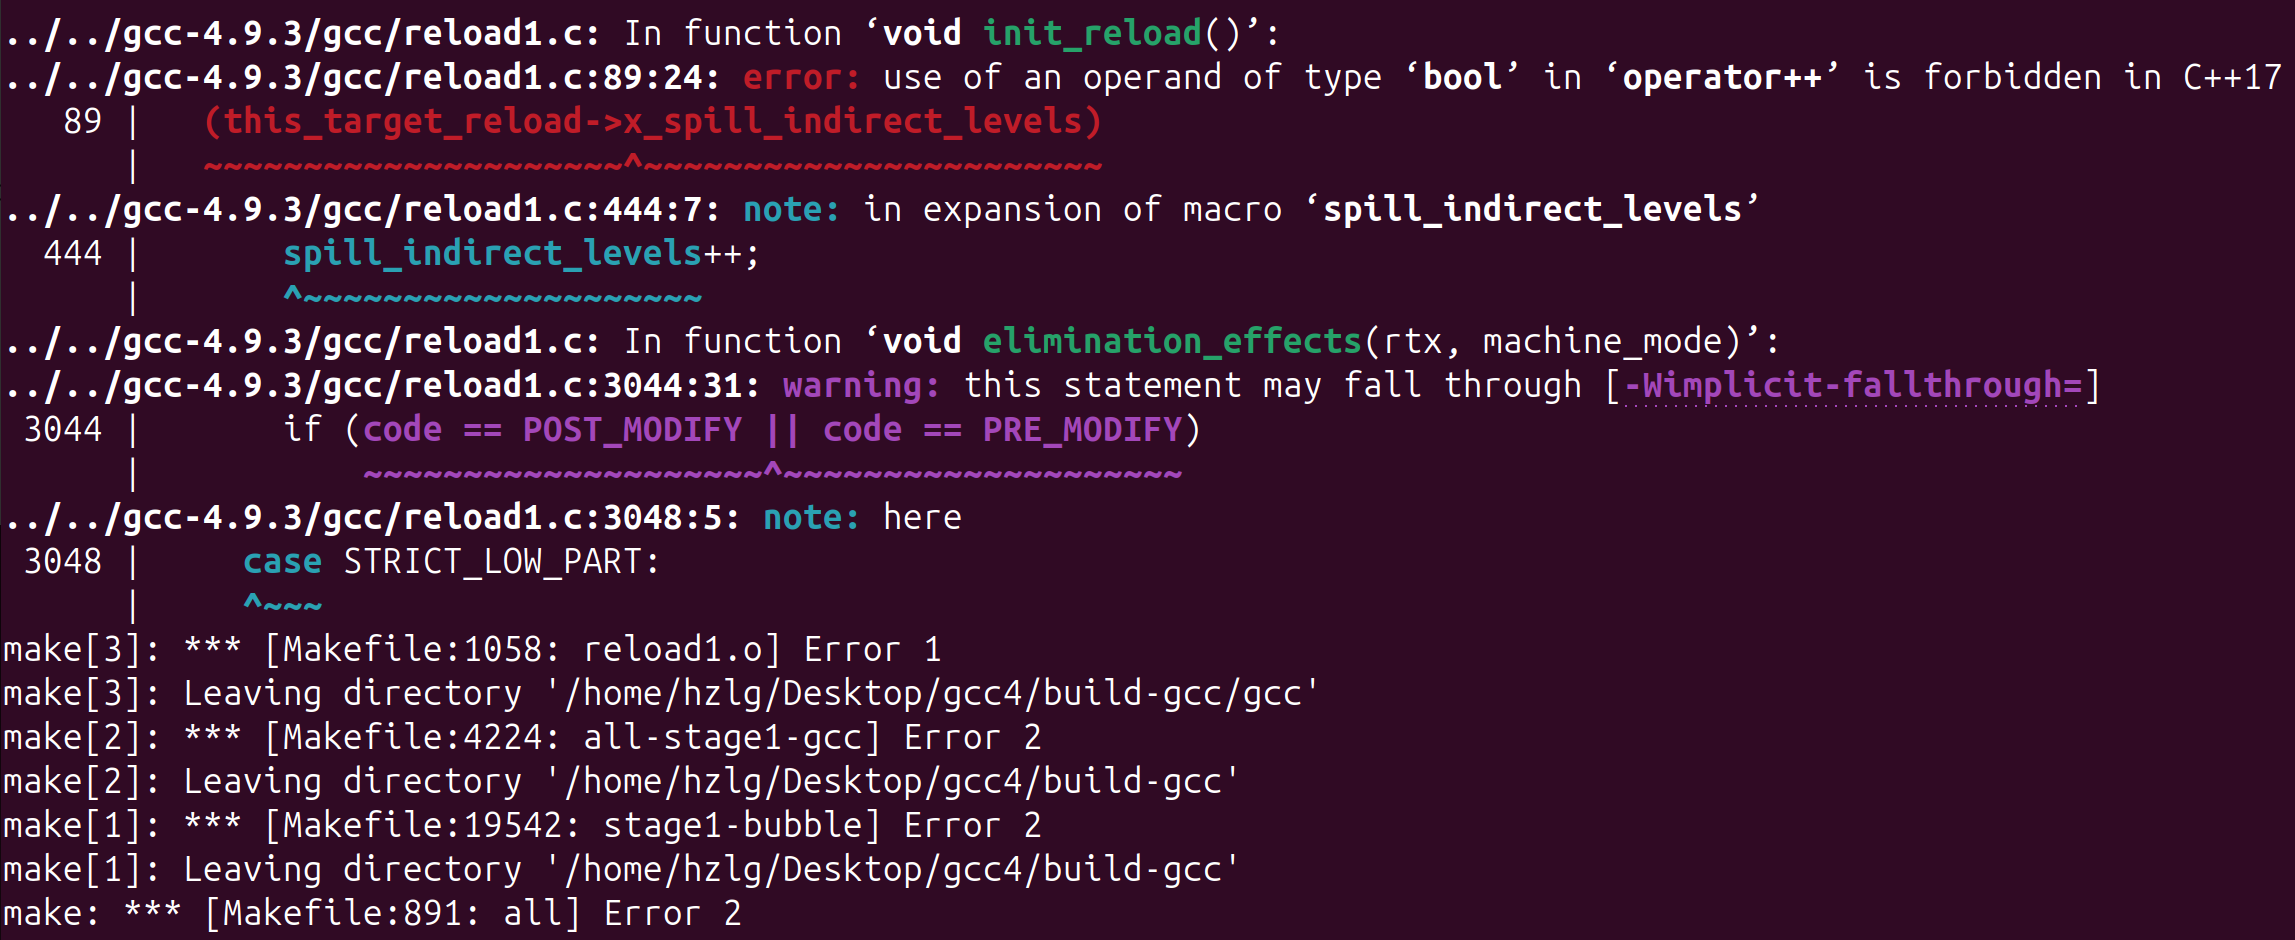 ../../gcc-4.9.3/gcc/reload1.c: In function ‘void init_reload()’:
../../gcc-4.9.3/gcc/reload1.c:89:24: error: use of an operand of type ‘bool’ in ‘operator++’ is forbidden in C++17
   89 |   (this_target_reload->x_spill_indirect_levels)
      |   ~~~~~~~~~~~~~~~~~~~~~^~~~~~~~~~~~~~~~~~~~~~~~
../../gcc-4.9.3/gcc/reload1.c:444:7: note: in expansion of macro ‘spill_indirect_levels’
  444 |       spill_indirect_levels++;
      |       ^~~~~~~~~~~~~~~~~~~~~
../../gcc-4.9.3/gcc/reload1.c: In function ‘void elimination_effects(rtx, machine_mode)’:
../../gcc-4.9.3/gcc/reload1.c:3044:31: warning: this statement may fall through [-Wimplicit-fallthrough=]
 3044 |       if (code == POST_MODIFY || code == PRE_MODIFY)
      |           ~~~~~~~~~~~~~~~~~~~~^~~~~~~~~~~~~~~~~~~~~
../../gcc-4.9.3/gcc/reload1.c:3048:5: note: here
 3048 |     case STRICT_LOW_PART:
      |     ^~~~
make[3]: *** [Makefile:1058: reload1.o] Error 1
make[3]: Leaving directory '/home/hzlg/Desktop/gcc4/build-gcc/gcc'
make[2]: *** [Makefile:4224: all-stage1-gcc] Error 2
make[2]: Leaving directory '/home/hzlg/Desktop/gcc4/build-gcc'
make[1]: *** [Makefile:19542: stage1-bubble] Error 2
make[1]: Leaving directory '/home/hzlg/Desktop/gcc4/build-gcc'
make: *** [Makefile:891: all] Error 2